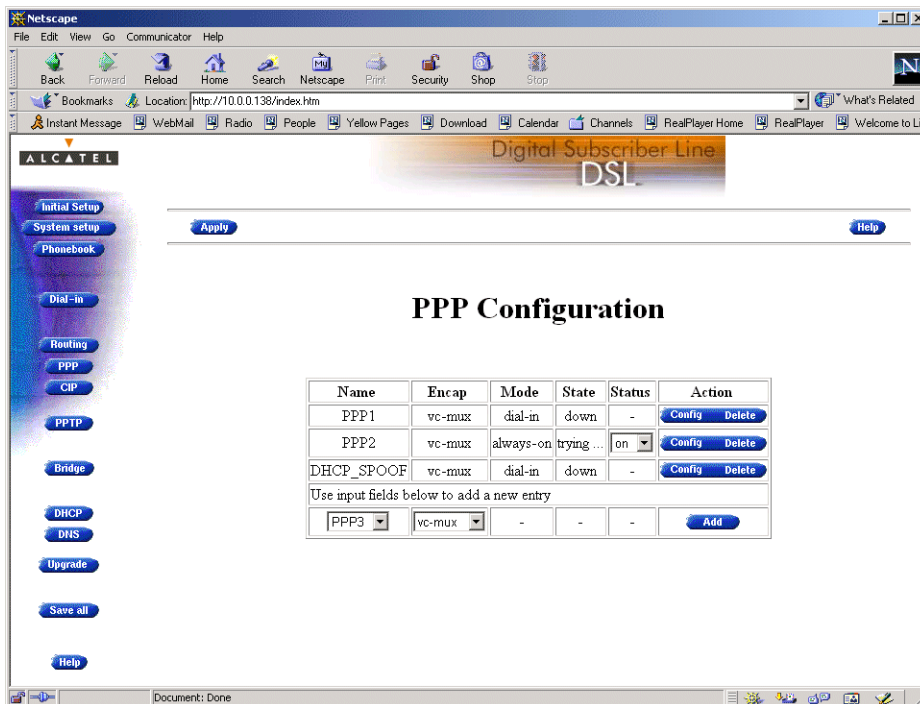 Netscape
File Edit View Go Communicator Help
Back Forward Reload Home Search Netscape Print Security Shop Stop
My
N
Bookmarks Location: http://10.0.0.138/index.htm What's Related
Instant Message WebMail Radio People Yellow Pages Download Calendar Channels RealPlayer Home RealPlayer Welcome to Li
ALCATEL
Digital Subscriber Line
DSL
Initial Setup
System setup
Apply
Help
Phonebook
Dial-in
PPP Configuration
Routing
PPP
CIP
PPTP
Bridge
DHCP
DNS
Upgrade
Save all
Help
Name Encap Mode State Status Action
PPP1 vc-mux dial-in down - Config Delete
PPP2 vc-mux always-on trying ... on Config Delete
DHCP_SPOOF vc-mux dial-in down - Config Delete
Use input fields below to add a new entry
PPP3 vc-mux - - - Add
Document: Done